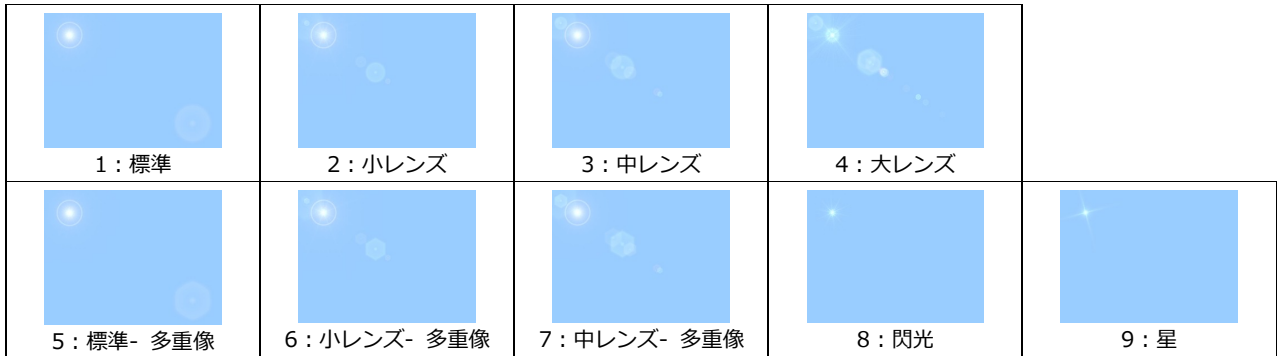 1：標準
2：小レンズ
3：中レンズ
4：大レンズ
5：標準- 多重像
6：小レンズ- 多重像
7：中レンズ- 多重像
8：閃光
9：星